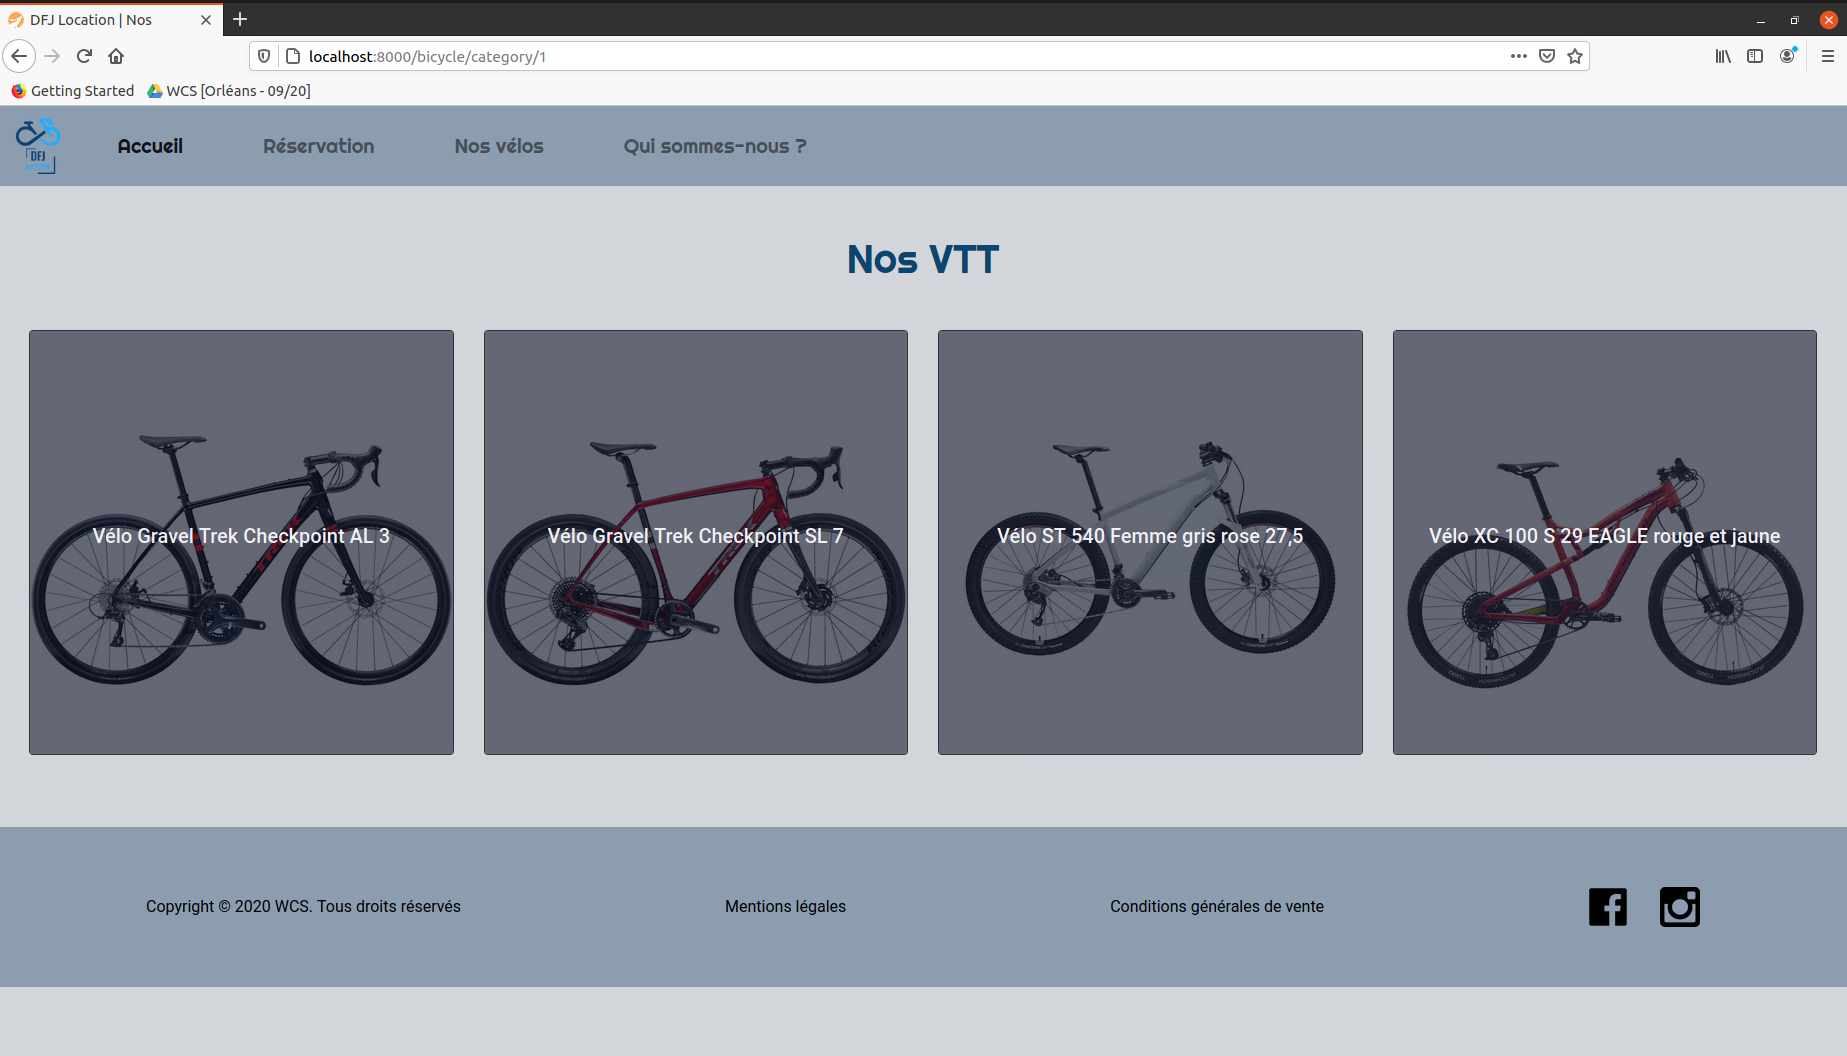 DFJ Location | Nos
localhost:8000/bicycle/category/1
Getting Started
WCS [Orléans - 09/20]
DFJ
Accueil
Réservation
Nos vélos
Qui sommes-nous ?
Nos VTT
Vélo Gravel Trek Checkpoint AL 3
Vélo Gravel Trek Checkpoint SL 7
Vélo ST 540 Femme gris rose 27,5
Vélo XC 100 S 29 EAGLE rouge et jaune
Copyright © 2020 WCS. Tous droits réservés
Mentions légales
Conditions générales de vente